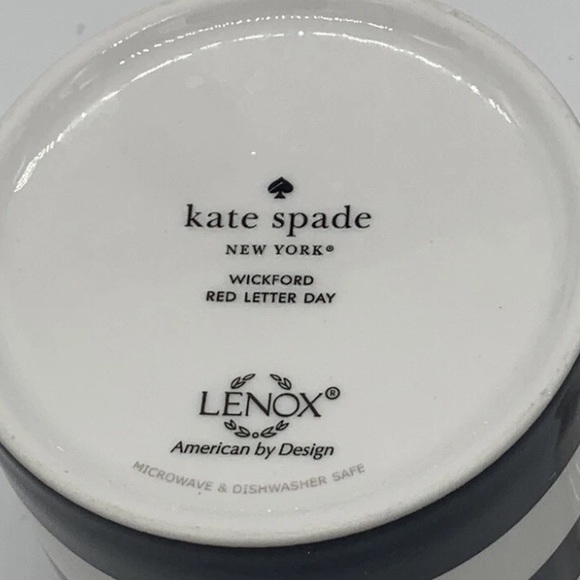 kate spade
NEW YORK®
WICKFORD
RED LETTER DAY
LENOX®
American by Design
MICROWAVE & DISHWASHER SAFE